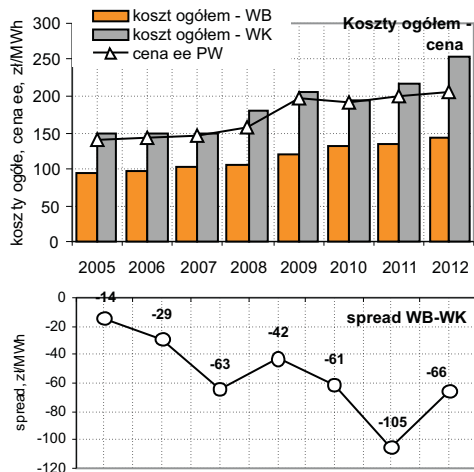 koszt ogółem - WB
koszt ogółem - WK
cena ee PW
Koszty ogółem -
cena
koszty ogółe, cena ee, zł/MWh
300
250
200
150
100
50
0
2005 2006 2007 2008 2009 2010 2011 2012
spread WB-WK
spread, zł/MWh
0
-20
-40
-60
-80
-100
-120
-14
-29
-63
-42
-61
-105
-66